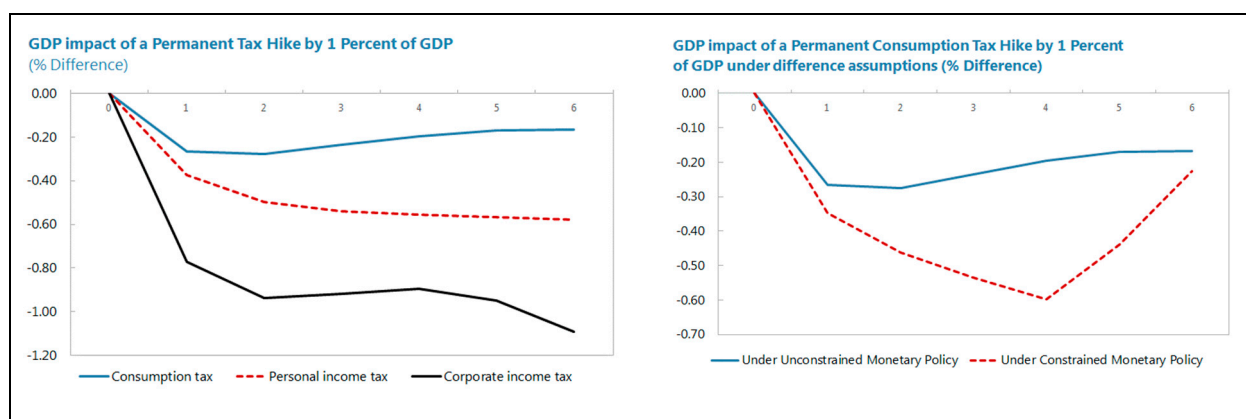 GDP impact of a Permanent Tax Hike by 1 Percent of GDP
(% Difference)
0.00
-0.20
-0.40
-0.60
-0.80
-1.00
-1.20
0 1 2 3 4 5 6
Consumption tax Personal income tax Corporate income tax
GDP impact of a Permanent Consumption Tax Hike by 1 Percent
of GDP under difference assumptions (% Difference)
0.00
-0.10
-0.20
-0.30
-0.40
-0.50
-0.60
-0.70
0 1 2 3 4 5 6
Under Unconstrained Monetary Policy Under Constrained Monetary Policy